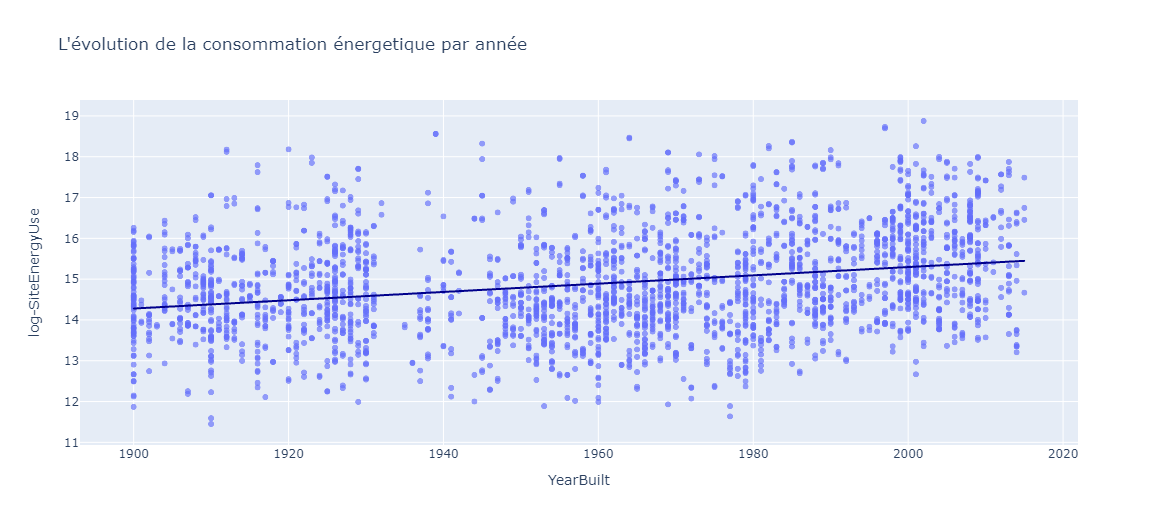 L'évolution de la consommation énergetique par année
19
18
17
16
15
14
13
12
11
log-SiteEnergyUse
1900 1920 1940 1960 1980 2000 2020
YearBuilt